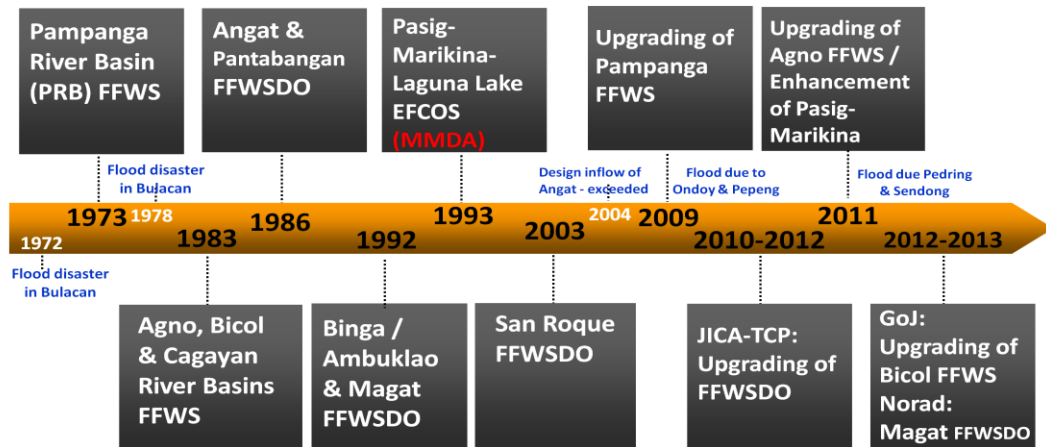 Pampanga
River Basin
(PRB) FFWS
Angat &
Pantabangan
FFWSDO
Pasig-
Marikina-
Laguna Lake
EFCOS
(MMDA)
Upgrading of
Pampanga
FFWS
Upgrading of
Agno FFWS /
Enhancement
of Pasig-
Marikina
Flood disaster
in Bulacan
Design inflow of
Angat - exceeded
Flood due to
Ondoy & Pepeng
Flood due Pedring
& Sendong
1972
1973
1978
1983
1986
1992
1993
2003
2004
2009
2010-2012
2011
2012-2013
Flood disaster
in Bulacan
Agno, Bicol
& Cagayan
River Basins
FFWS
Binga /
Ambuklao
& Magat
FFWSDO
San Roque
FFWSDO
JICA-TCP:
Upgrading of
FFWSDO
GoJ:
Upgrading of
Bicol FFWS
Norad:
Magat FFWSDO